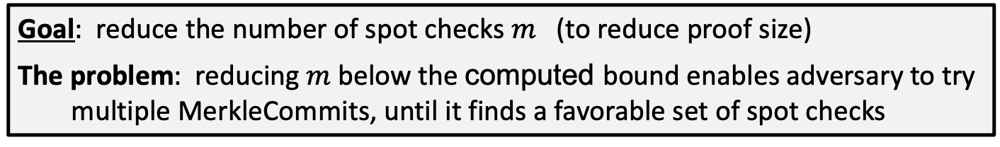 Goal: reduce the number of spot checks m (to reduce proof size)
The problem: reducing m below the computed bound enables adversary to try
multiple MerkleCommits, until it finds a favorable set of spot checks